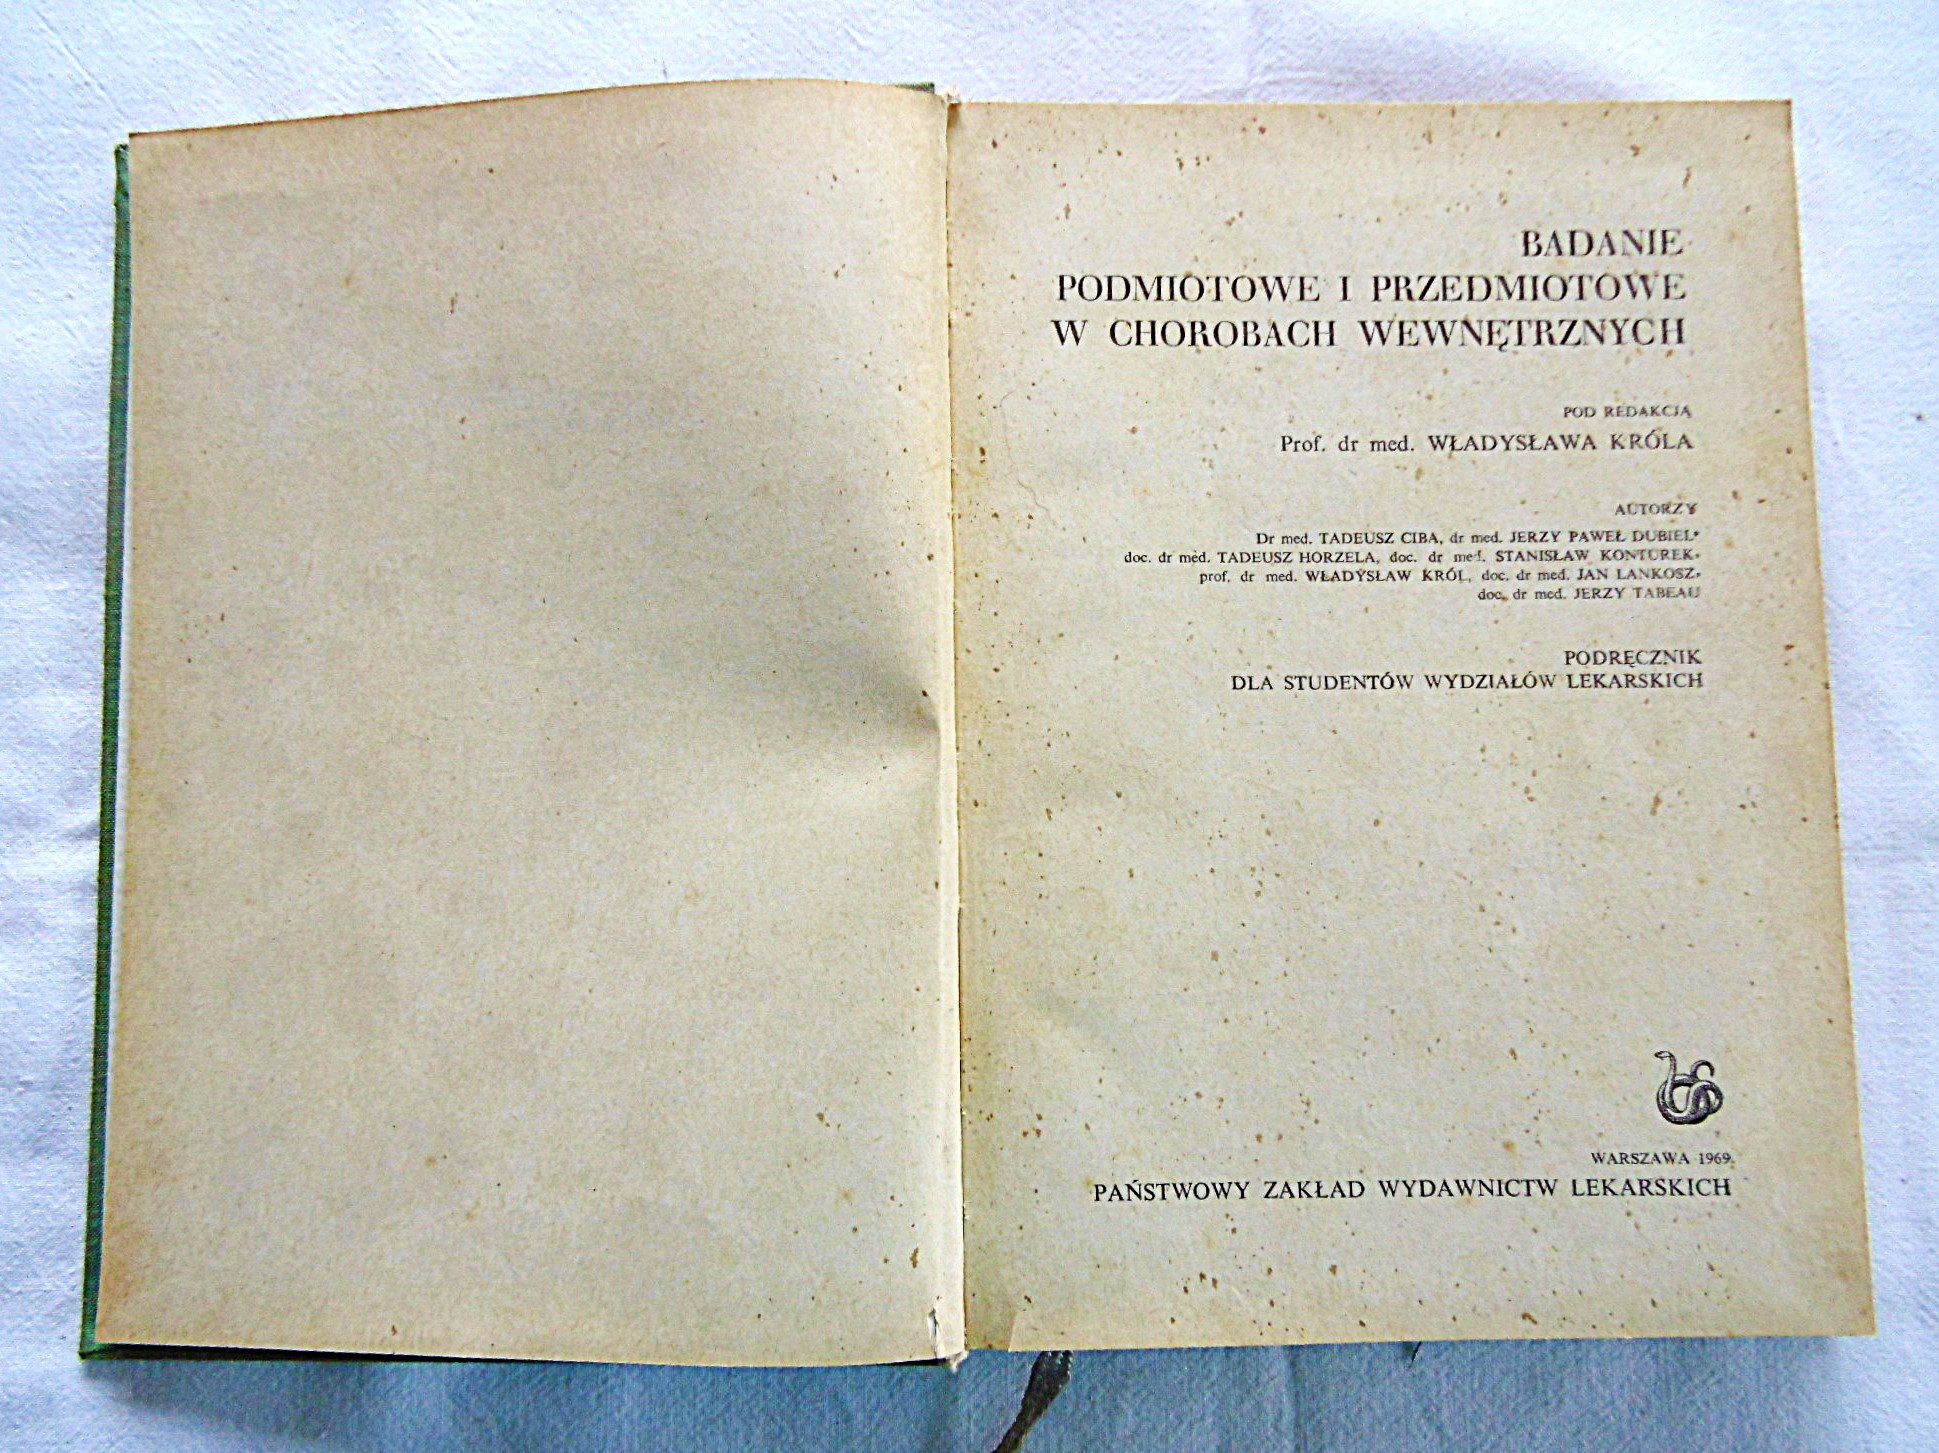 BADANIE
PODMIOTOWE I PRZEDMIOTOWE
W CHOROBACH WEWNĘTRZNYCH
POD REDAKCJĄ
Prof. dr med. WŁADYSŁAWA KRÓLA
AUTORZY
Dr med. TADEUSZ CIBA, dr med. JERZY PAWEŁ DUBIEL,
doc. dr med. TADEUSZ HORZELA, doc. dr med. STANISŁAW KONTUREK,
prof. dr med. WŁADYSŁAW KRÓL, doc. dr med. JAN LANKOSZ,
doc. dr med. JERZY TABEAU
PODRĘCZNIK
DLA STUDENTÓW WYDZIAŁÓW LEKARSKICH
WARSZAWA 1969
PAŃSTWOWY ZAKŁAD WYDAWNICTW LEKARSKICH